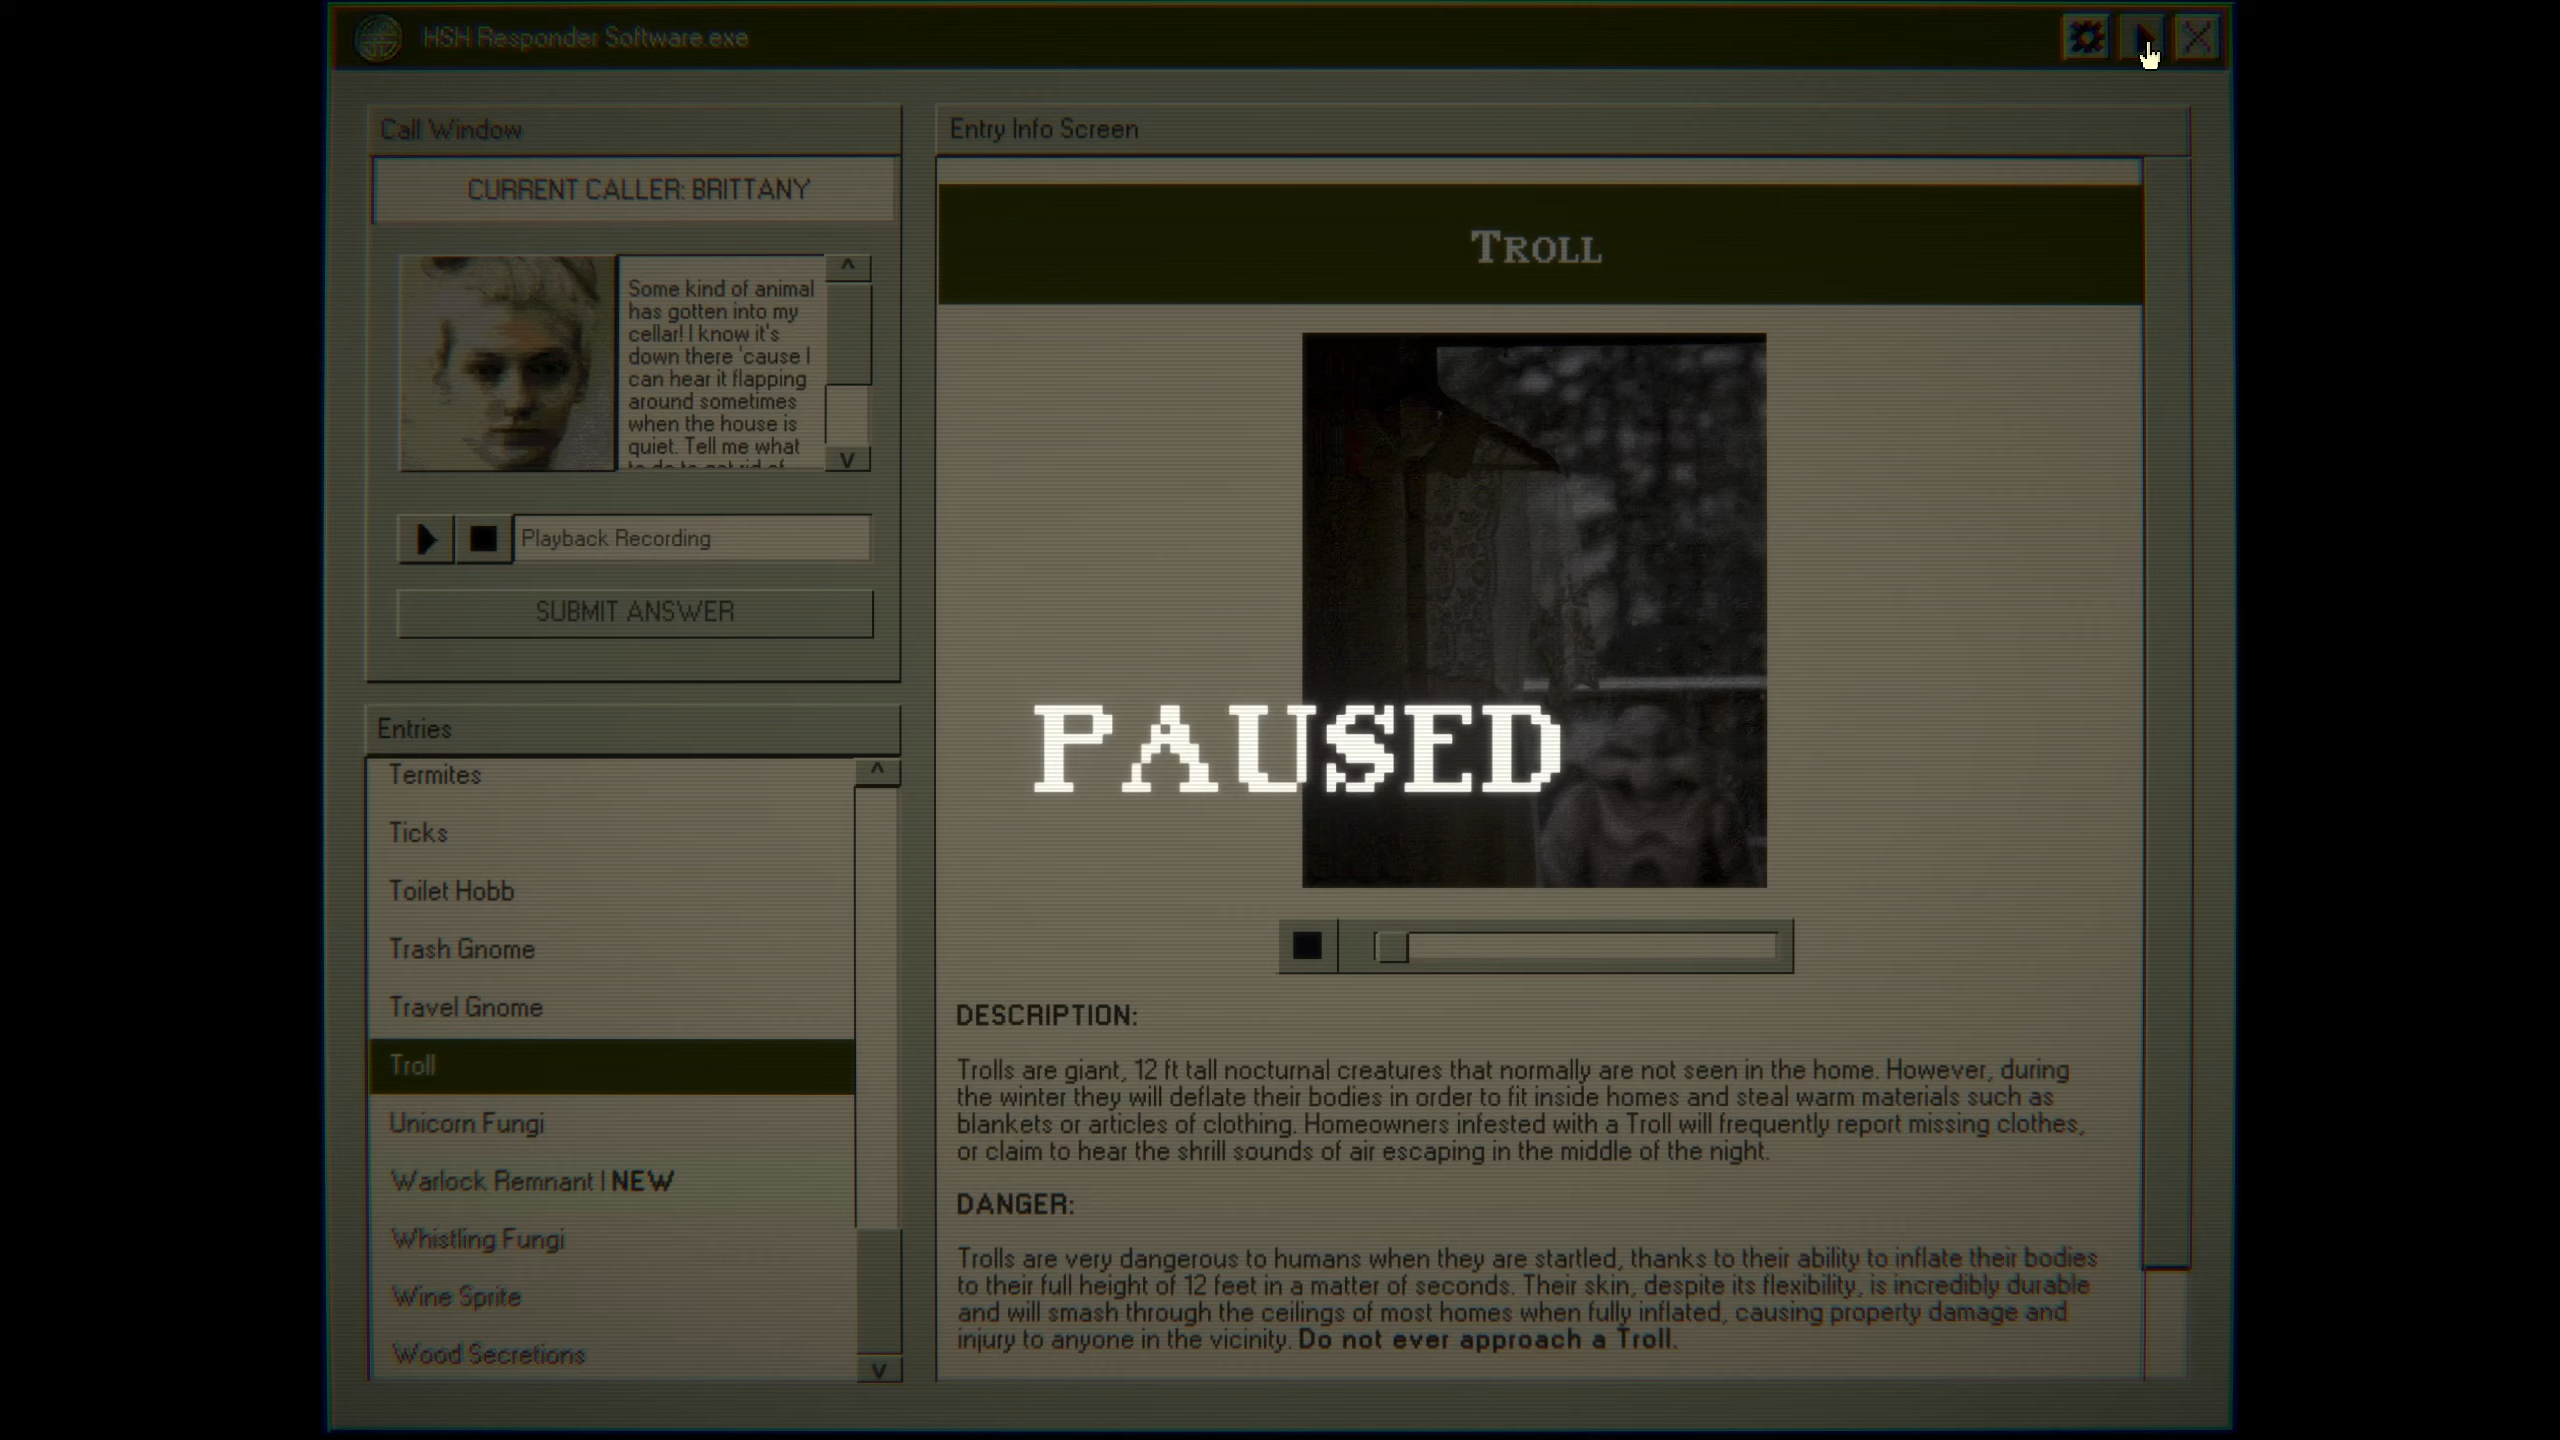 HSH Responder Software.exe
Call Window
CURRENT CALLER: BRITTANY
Some kind of animal
has gotten into my
cellar! I know it's
down there 'cause I
can hear it flapping
around sometimes
when the house is
quiet. Tell me what
to do to get rid of
Playback Recording
SUBMIT ANSWER
Entries
Termites
Ticks
Toilet Hobb
Trash Gnome
Travel Gnome
Troll
Unicorn Fungi
Warlock Remnant | NEW
Whistling Fungi
Wine Sprite
Wood Secretions
Entry Info Screen
TROLL
PAUSED
DESCRIPTION:
Trolls are giant, 12 ft tall nocturnal creatures that normally are not seen in the home. However, during
the winter they will deflate their bodies in order to fit inside homes and steal warm materials such as
blankets or articles of clothing. Homeowners infested with a Troll will frequently report missing clothes,
or claim to hear the shrill sounds of air escaping in the middle of the night.
DANGER:
Trolls are very dangerous to humans when they are startled, thanks to their ability to inflate their bodies
to their full height of 12 feet in a matter of seconds. Their skin, despite its flexibility, is incredibly durable
and will smash through the ceilings of most homes when fully inflated, causing property damage and
injury to anyone in the vicinity. Do not ever approach a Troll.